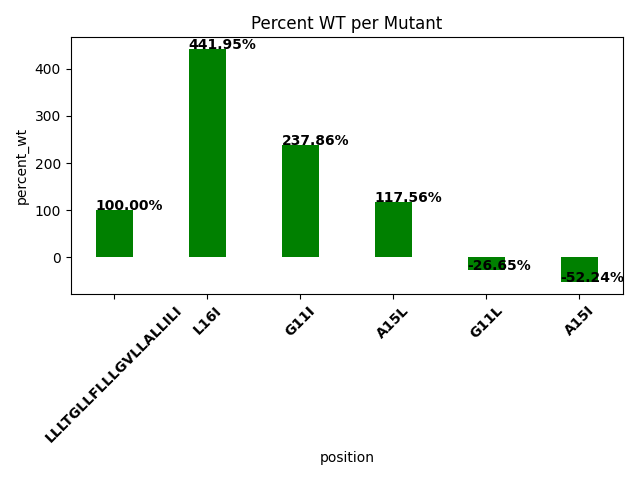 Percent WT per Mutant
percent_wt
400
300
200
100
0
100.00%
441.95%
237.86%
117.56%
-26.65%
-52.24%
LLLTGLLFLLLGVLLALLILI
L16I
G11I
A15L
G11L
A15I
position